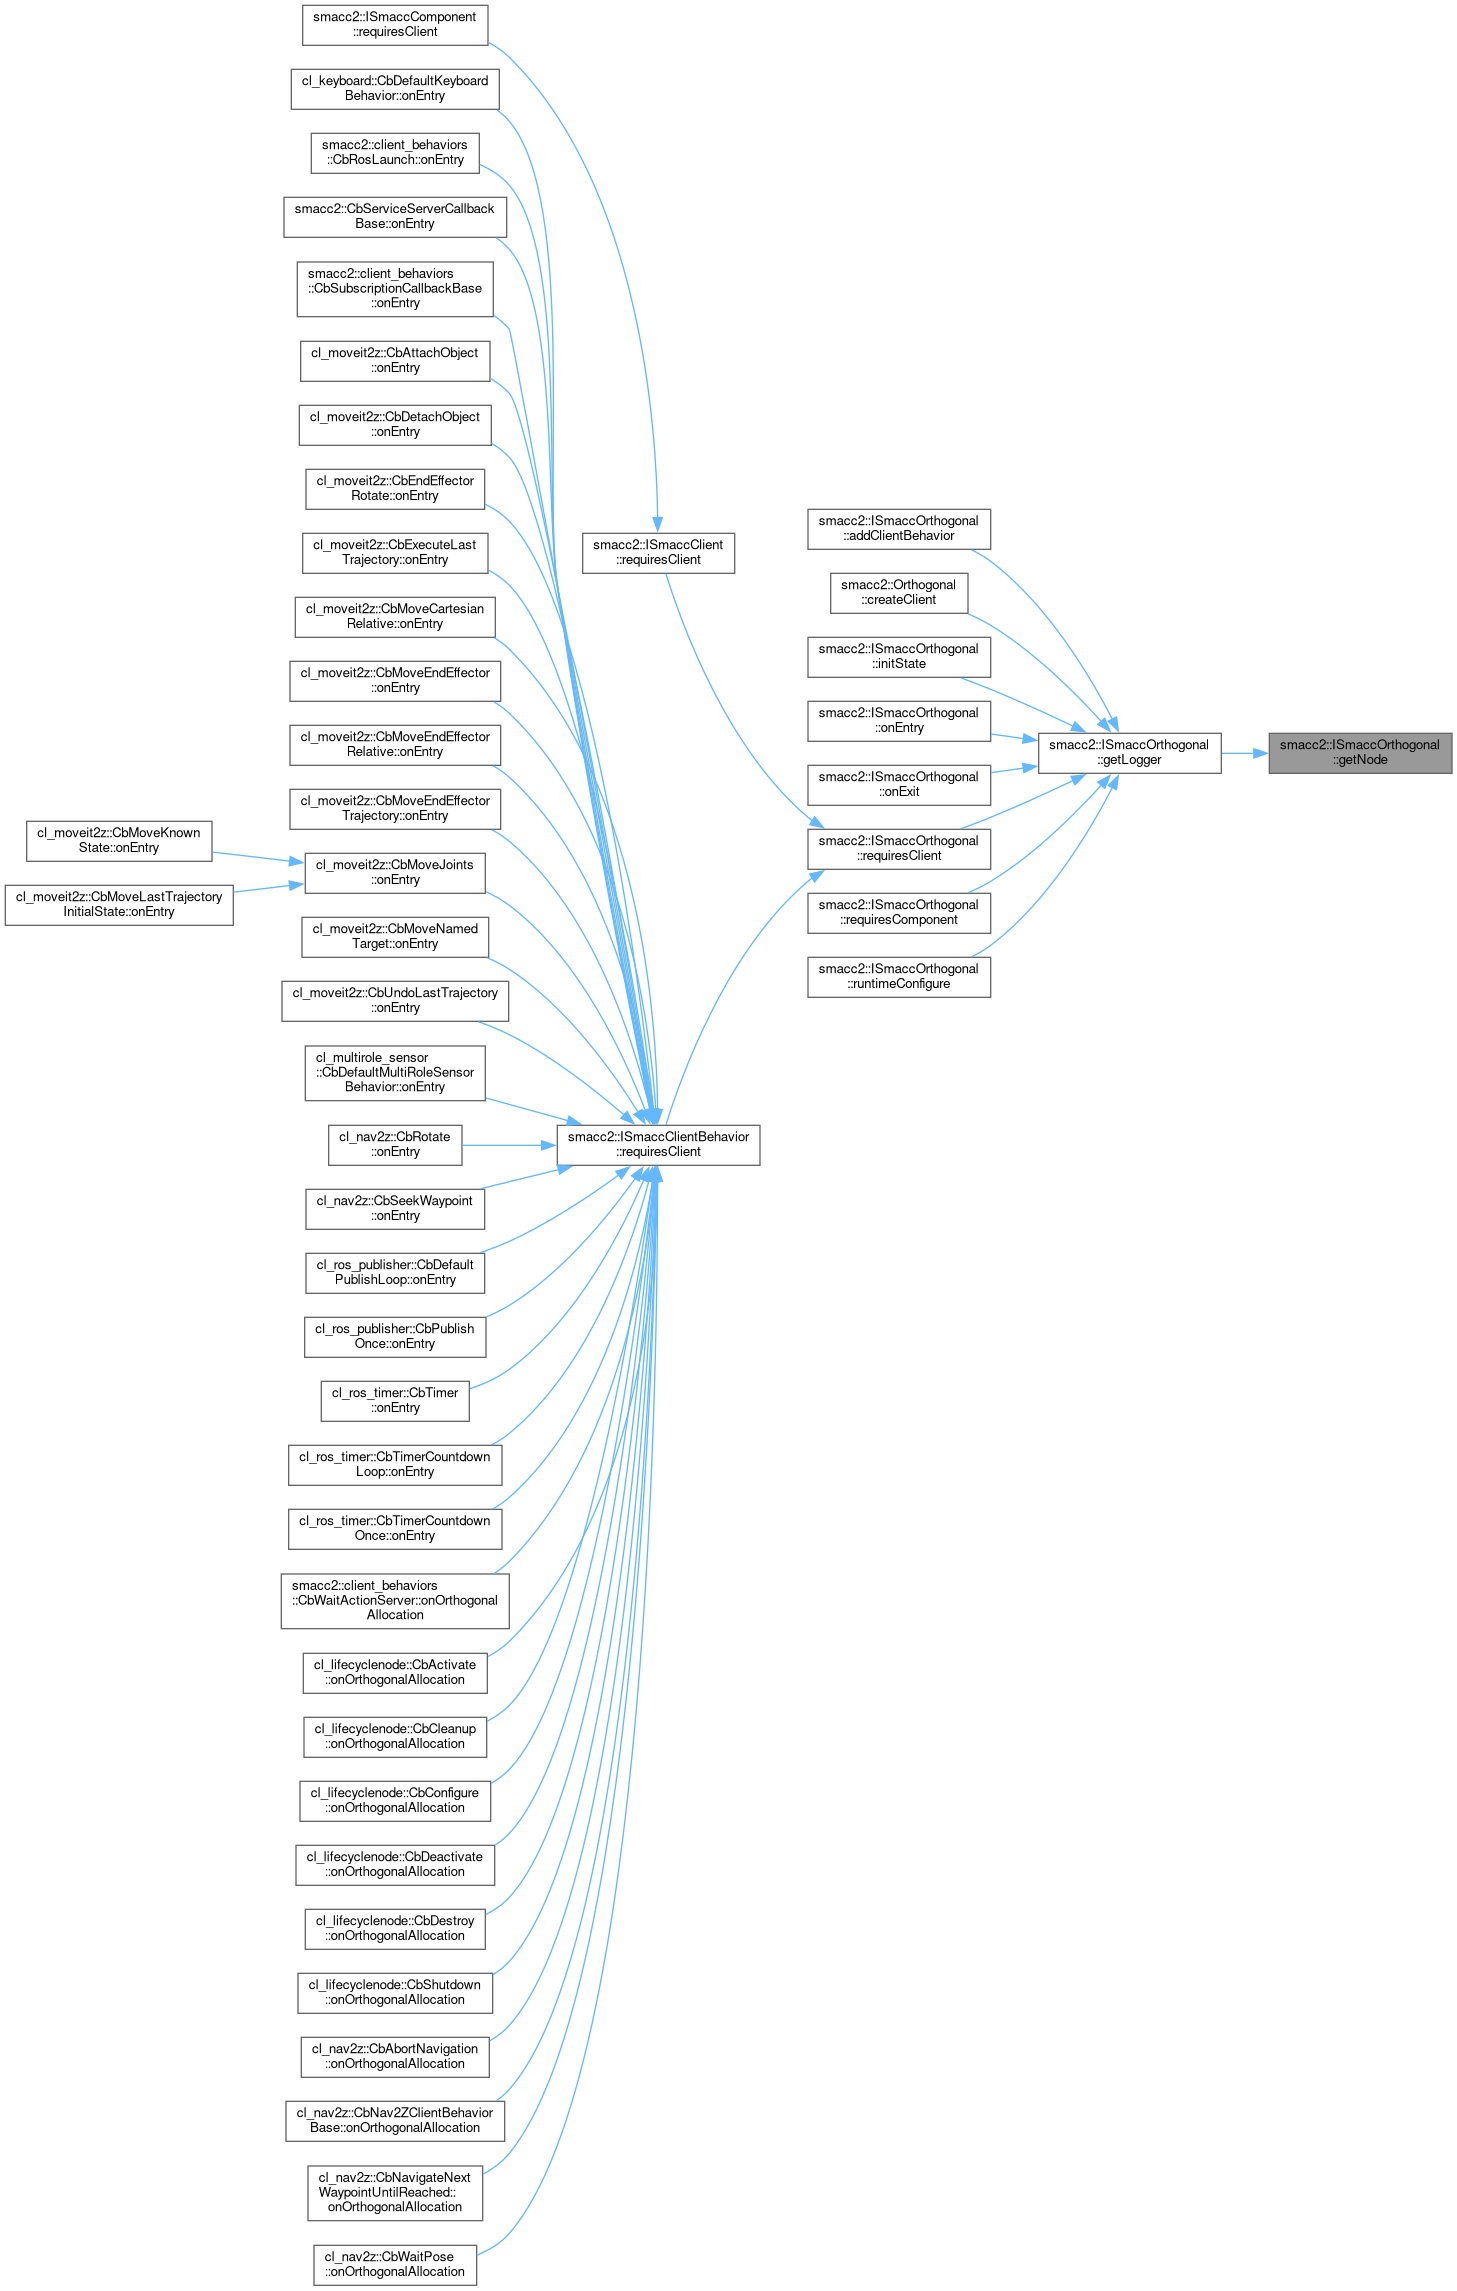 smacc2::ISmaccComponent
::requiresClient
cl_keyboard::CbDefaultKeyboard
Behavior::onEntry
smacc2::client_behaviors
::CbRosLaunch::onEntry
smacc2::CbServiceServerCallback
Base::onEntry
smacc2::client_behaviors
::CbSubscriptionCallbackBase
::onEntry
cl_moveit2z::CbAttachObject
::onEntry
cl_moveit2z::CbDetachObject
::onEntry
cl_moveit2z::CbEndEffector
Rotate::onEntry
cl_moveit2z::CbExecuteLast
Trajectory::onEntry
cl_moveit2z::CbMoveCartesian
Relative::onEntry
cl_moveit2z::CbMoveEndEffector
::onEntry
cl_moveit2z::CbMoveEndEffector
Relative::onEntry
cl_moveit2z::CbMoveEndEffector
Trajectory::onEntry
cl_moveit2z::CbMoveKnown
State::onEntry
cl_moveit2z::CbMoveLastTrajectory
InitialState::onEntry
cl_moveit2z::CbMoveJoints
::onEntry
cl_moveit2z::CbMoveNamed
Target::onEntry
cl_moveit2z::CbUndoLastTrajectory
::onEntry
cl_multirole_sensor
::CbDefaultMultiRoleSensor
Behavior::onEntry
cl_nav2z::CbRotate
::onEntry
cl_nav2z::CbSeekWaypoint
::onEntry
cl_ros_publisher::CbDefault
PublishLoop::onEntry
cl_ros_publisher::CbPublish
Once::onEntry
cl_ros_timer::CbTimer
::onEntry
cl_ros_timer::CbTimerCountdown
Loop::onEntry
cl_ros_timer::CbTimerCountdown
Once::onEntry
smacc2::client_behaviors
::CbWaitActionServer::onOrthogonal
Allocation
cl_lifecyclenode::CbActivate
::onOrthogonalAllocation
cl_lifecyclenode::CbCleanup
::onOrthogonalAllocation
cl_lifecyclenode::CbConfigure
::onOrthogonalAllocation
cl_lifecyclenode::CbDeactivate
::onOrthogonalAllocation
cl_lifecyclenode::CbDestroy
::onOrthogonalAllocation
cl_lifecyclenode::CbShutdown
::onOrthogonalAllocation
cl_nav2z::CbAbortNavigation
::onOrthogonalAllocation
cl_nav2z::CbNav2ZClientBehavior
Base::onOrthogonalAllocation
cl_nav2z::CbNavigateNext
WaypointUntilReached::
onOrthogonalAllocation
cl_nav2z::CbWaitPose
::onOrthogonalAllocation
smacc2::ISmaccClient
::requiresClient
smacc2::ISmaccClientBehavior
::requiresClient
smacc2::ISmaccOrthogonal
::addClientBehavior
smacc2::Orthogonal
::createClient
smacc2::ISmaccOrthogonal
::initState
smacc2::ISmaccOrthogonal
::onEntry
smacc2::ISmaccOrthogonal
::onExit
smacc2::ISmaccOrthogonal
::requiresClient
smacc2::ISmaccOrthogonal
::requiresComponent
smacc2::ISmaccOrthogonal
::runtimeConfigure
smacc2::ISmaccOrthogonal
::getLogger
smacc2::ISmaccOrthogonal
::getNode